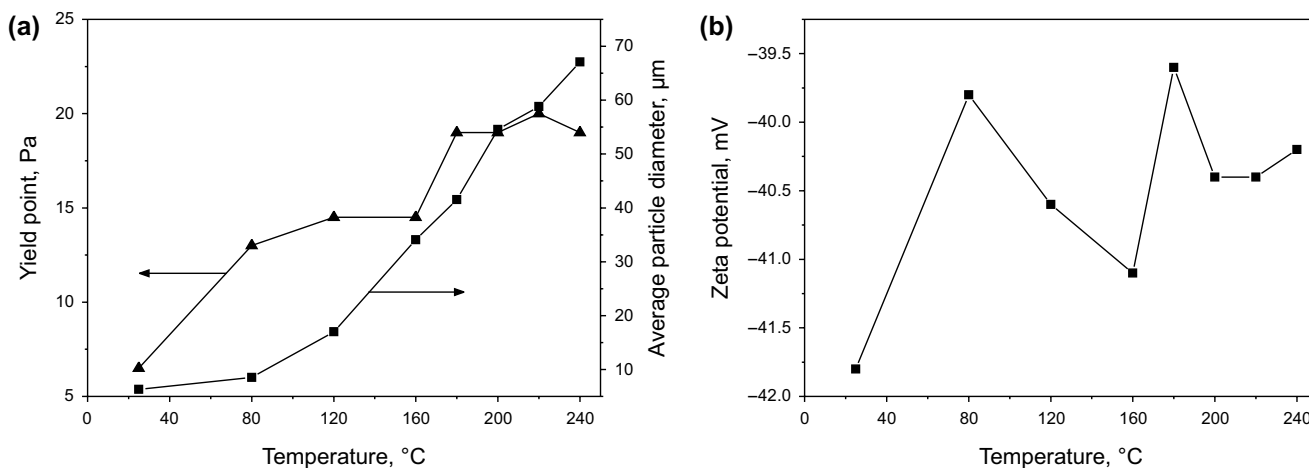 (a)
25
20
15
10
5
Yield point, Pa
70
60
50
40
30
20
10
Average particle diameter, µm
0 40 80 120 160 200 240
Temperature, °C
(b)
–39.5
–40.0
–40.5
–41.0
–41.5
–42.0
Zeta potential, mV
0 40 80 120 160 200 240
Temperature, °C